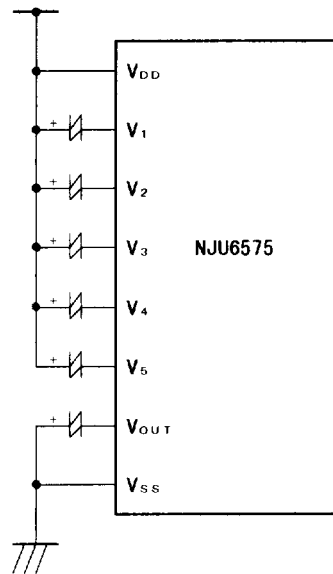 VDD
+ V1
+ V2
+ V3 NJU6575
+ V4
+ V5
+ VOUT
VSS